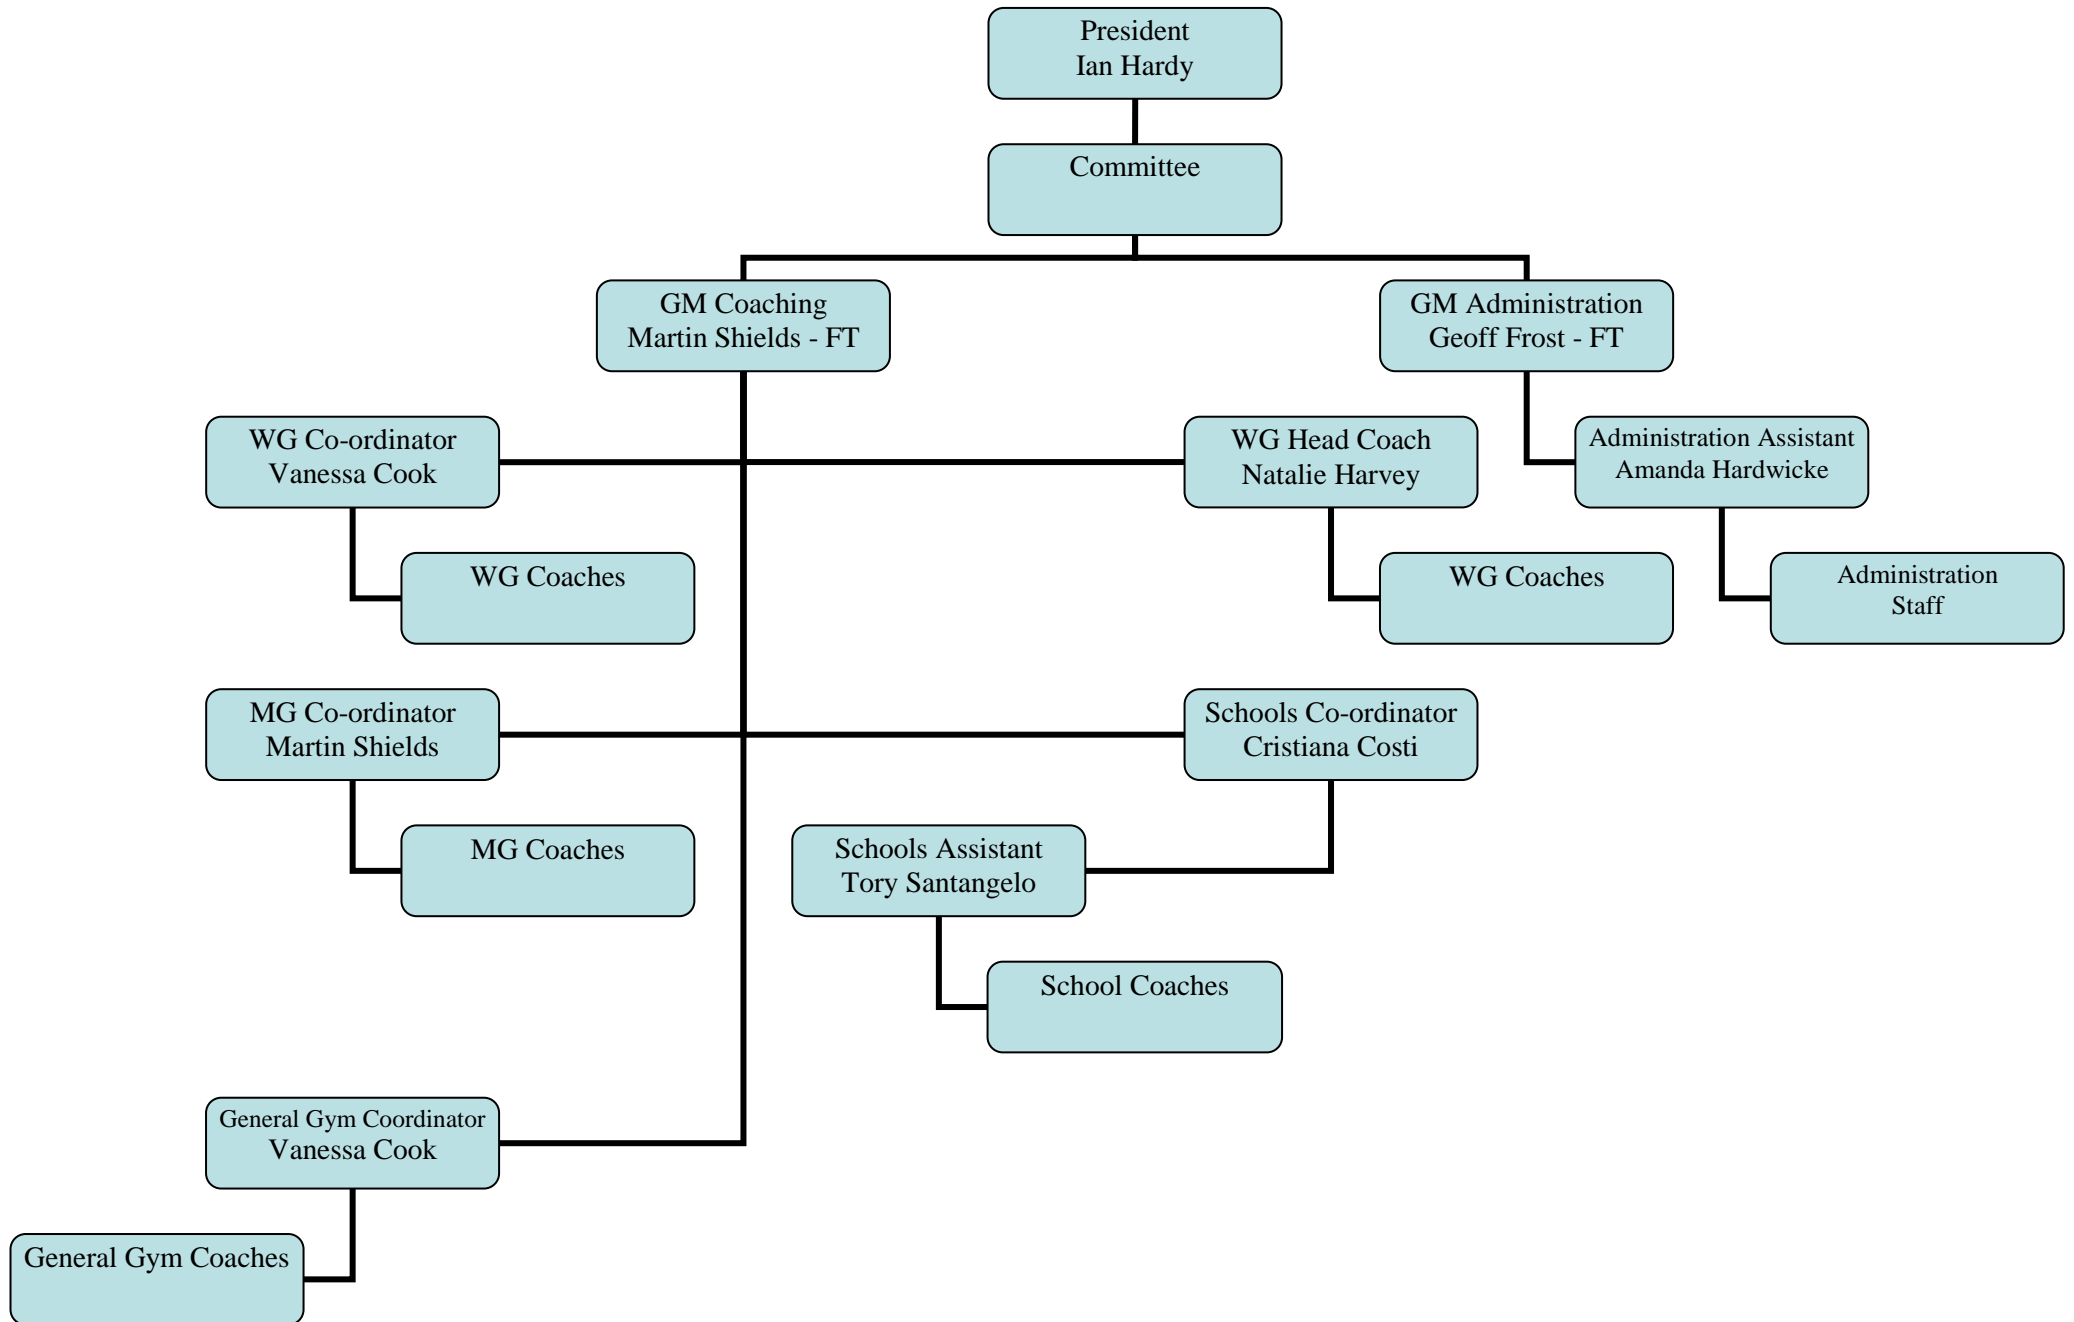 President
Ian Hardy
Committee
GM Coaching
Martin Shields - FT
GM Administration
Geoff Frost - FT
WG Co-ordinator
Vanessa Cook
WG Head Coach
Natalie Harvey
Administration Assistant
Amanda Hardwicke
WG Coaches
WG Coaches
Administration
Staff
MG Co-ordinator
Martin Shields
Schools Co-ordinator
Cristiana Costi
MG Coaches
Schools Assistant
Tory Santangelo
School Coaches
General Gym Coordinator
Vanessa Cook
General Gym Coaches